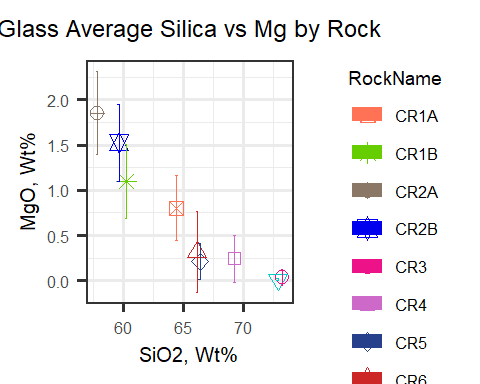 Glass Average Silica vs Mg by Rock
RockName
CR1A
CR1B
CR2A
CR2B
CR3
CR4
CR5
CR6
MgO, Wt%
2.0
1.5
1.0
0.5
0.0
60
65
70
SiO2, Wt%